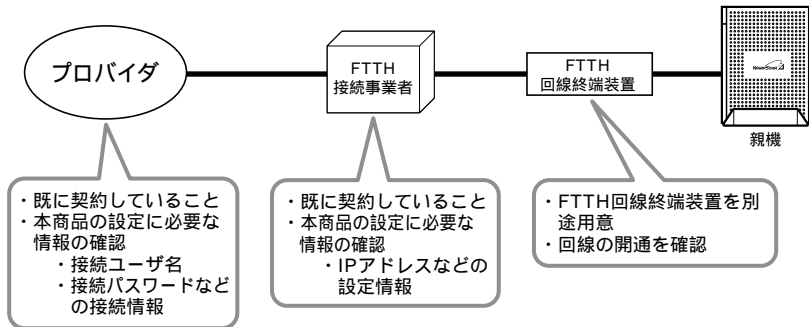 プロバイダ
FTTH
接続事業者
FTTH
回線終端装置
WARPSTAR
親機
・既に契約していること
・本商品の設定に必要な
情報の確認
・接続ユーザ名
・接続パスワードなど
の接続情報
・既に契約していること
・本商品の設定に必要な
情報の確認
・IPアドレスなどの
設定情報
・FTTH回線終端装置を別
途用意
・回線の開通を確認